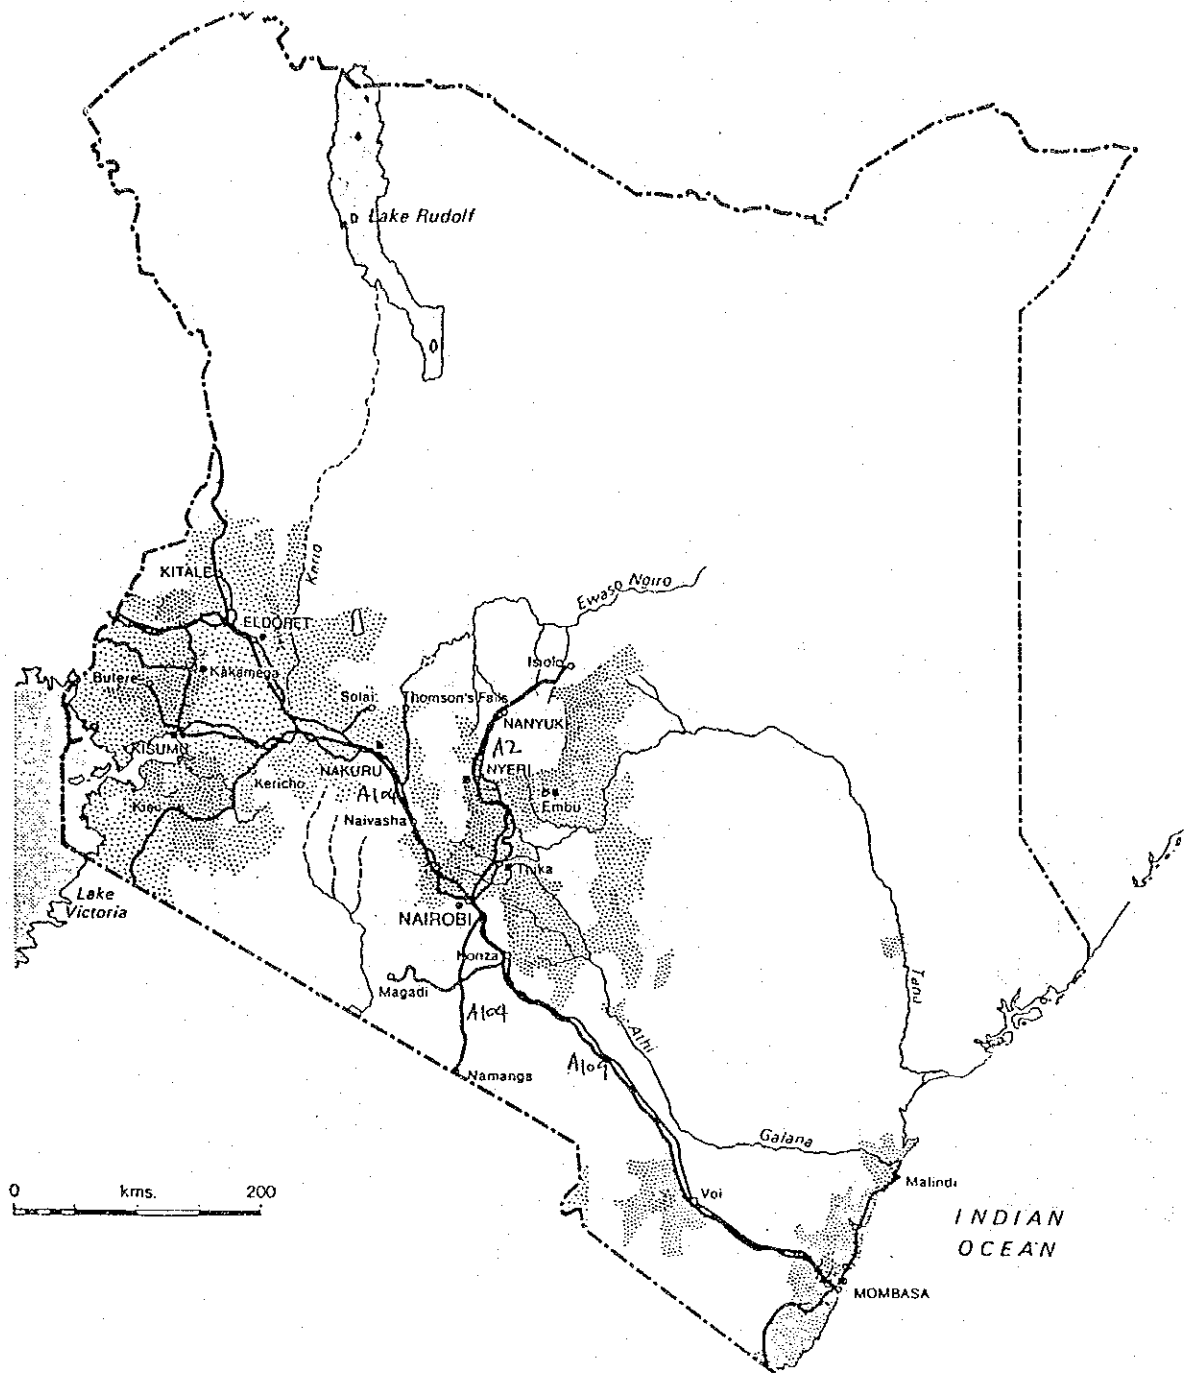 Lake Rudolf
Kerio
KITALE
ELDORET
Ewaso Ngiro
Isiolo
Butere
Kakamega
Solai
Thomson's Falls
NANYUKI
KISUMU
A2
NAKURU
NYERI
Kericho
A104
Embu
Kisii
Naivasha
Thika
Lake
Victoria
NAIROBI
Konza
Magadi
Tana
A104
Athi
A109
Namanga
Galana
Malindi
0 kms. 200
Voi
INDIAN
OCEAN
MOMBASA